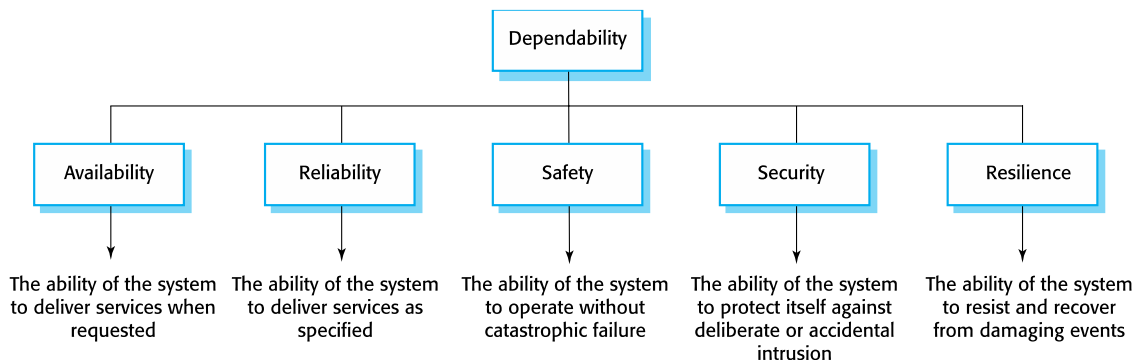 Dependability
Availability
Reliability
Safety
Security
Resilience
The ability of the system
to deliver services when
requested
The ability of the system
to deliver services as
specified
The ability of the system
to operate without
catastrophic failure
The ability of the system
to protect itself against
deliberate or accidental
intrusion
The ability of the system
to resist and recover
from damaging events